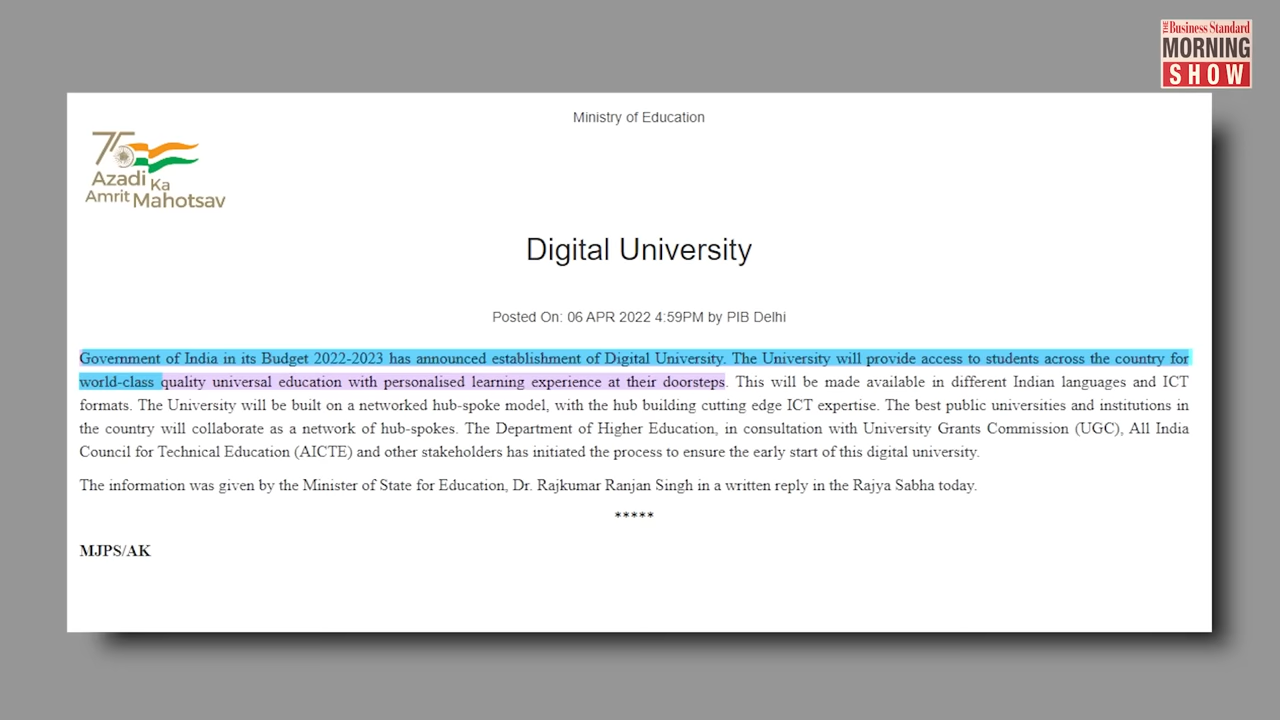 THE Business Standard
MORNING
SHOW
Ministry of Education
75
Azadi Ka
Amrit Mahotsav
Digital University
Posted On: 06 APR 2022 4:59PM by PIB Delhi
Government of India in its Budget 2022-2023 has announced establishment of Digital University. The University will provide access to students across the country for
world-class quality universal education with personalised learning experience at their doorsteps. This will be made available in different Indian languages and ICT
formats. The University will be built on a networked hub-spoke model, with the hub building cutting edge ICT expertise. The best public universities and institutions in
the country will collaborate as a network of hub-spokes. The Department of Higher Education, in consultation with University Grants Commission (UGC), All India
Council for Technical Education (AICTE) and other stakeholders has initiated the process to ensure the early start of this digital university.
The information was given by the Minister of State for Education, Dr. Rajkumar Ranjan Singh in a written reply in the Rajya Sabha today.
*****
MJPS/AK